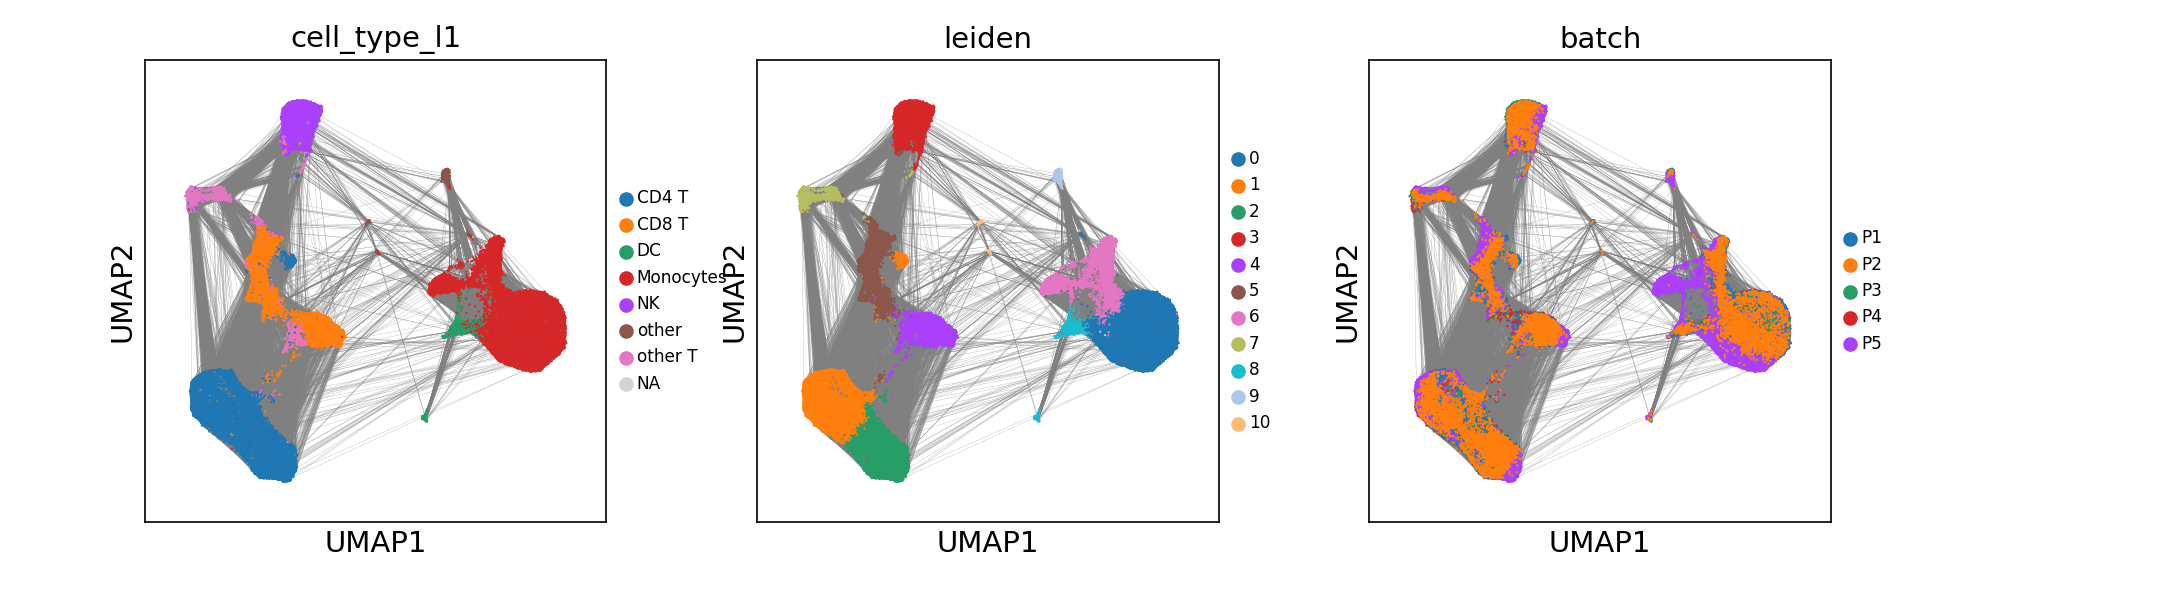 cell_type_l1
UMAP2
UMAP1
CD4 T
CD8 T
DC
Monocytes
NK
other
other T
NA
leiden
UMAP2
UMAP1
0
1
2
3
4
5
6
7
8
9
10
batch
UMAP2
UMAP1
P1
P2
P3
P4
P5